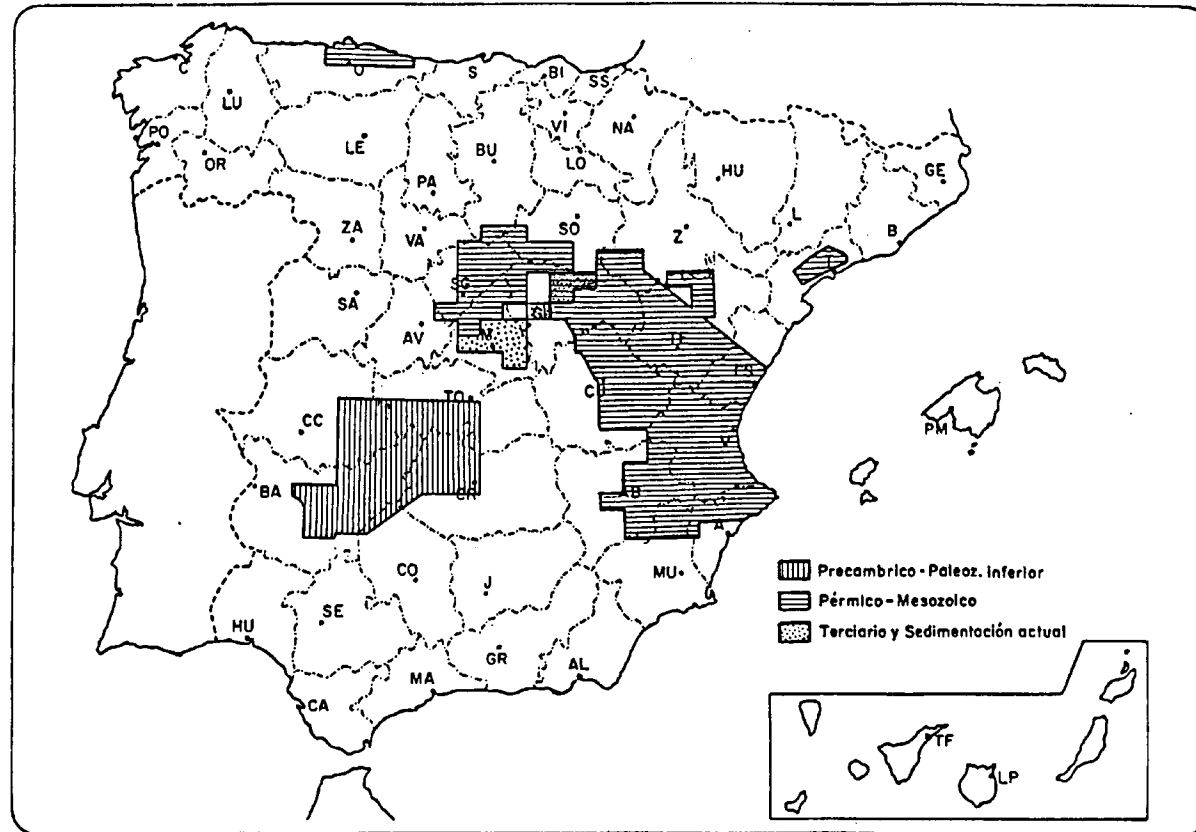 C
O
S
BI
SS
LU
PO
OR
LE
PA
BU
VI
LO
NA
HU
L
GE
B
ZA
VA
SO
Z
T
SG
SA
AV
M
GU
TE
CS
TO
CU
CC
V
PM
BA
CR
AB
A
CO
J
MU
SE
HU
GR
AL
MA
CA
Precambrico-Paleoz. inferior
Pérmico-Mesozoico
Terciario y Sedimentación actual
TF
LP